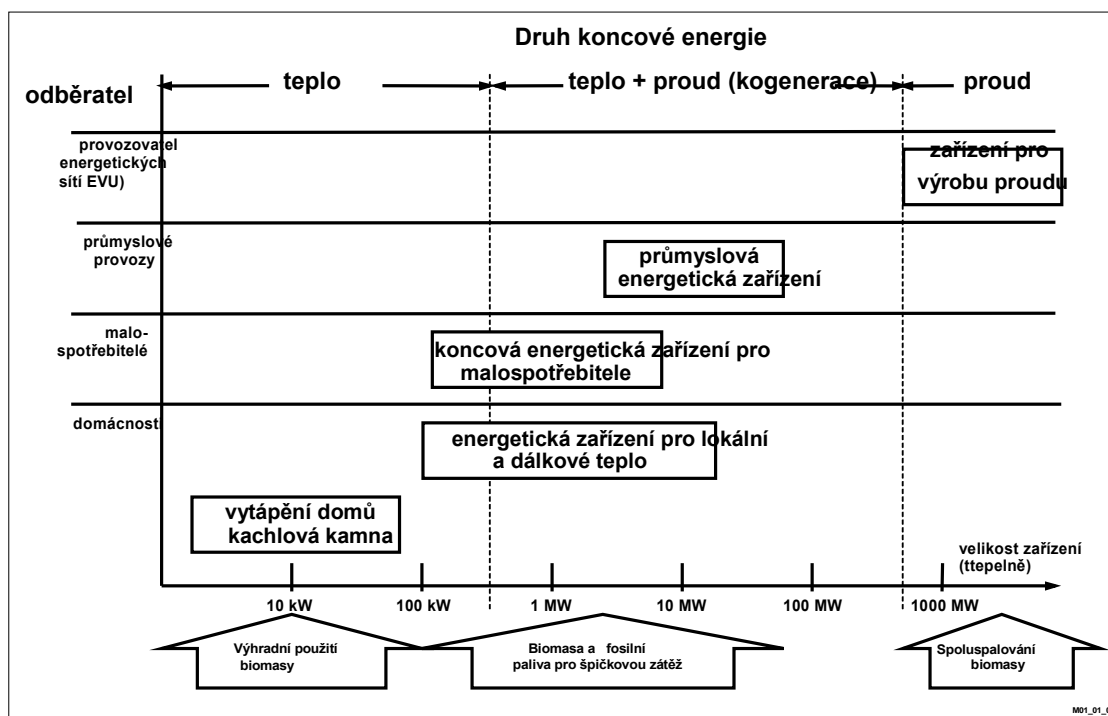 Druh koncové energie
odběratel
teplo
teplo + proud (kogenerace)
proud
provozovatel
energetických
sítí EVU)
zařízení pro
výrobu proudu
průmyslové
provozy
průmyslová
energetická zařízení
malo-
spotřebitelé
koncová energetická zařízení pro
malospotřebitele
domácnosti
energetická zařízení pro lokální
a dálkové teplo
vytápění domů
kachlová kamna
velikost zařízení
(ttepelně)
10 kW
100 kW
1 MW
10 MW
100 MW
1000 MW
Výhradní použití
biomasy
Biomasa a fosilní
paliva pro špičkovou zátěž
Spoluspalování
biomasy